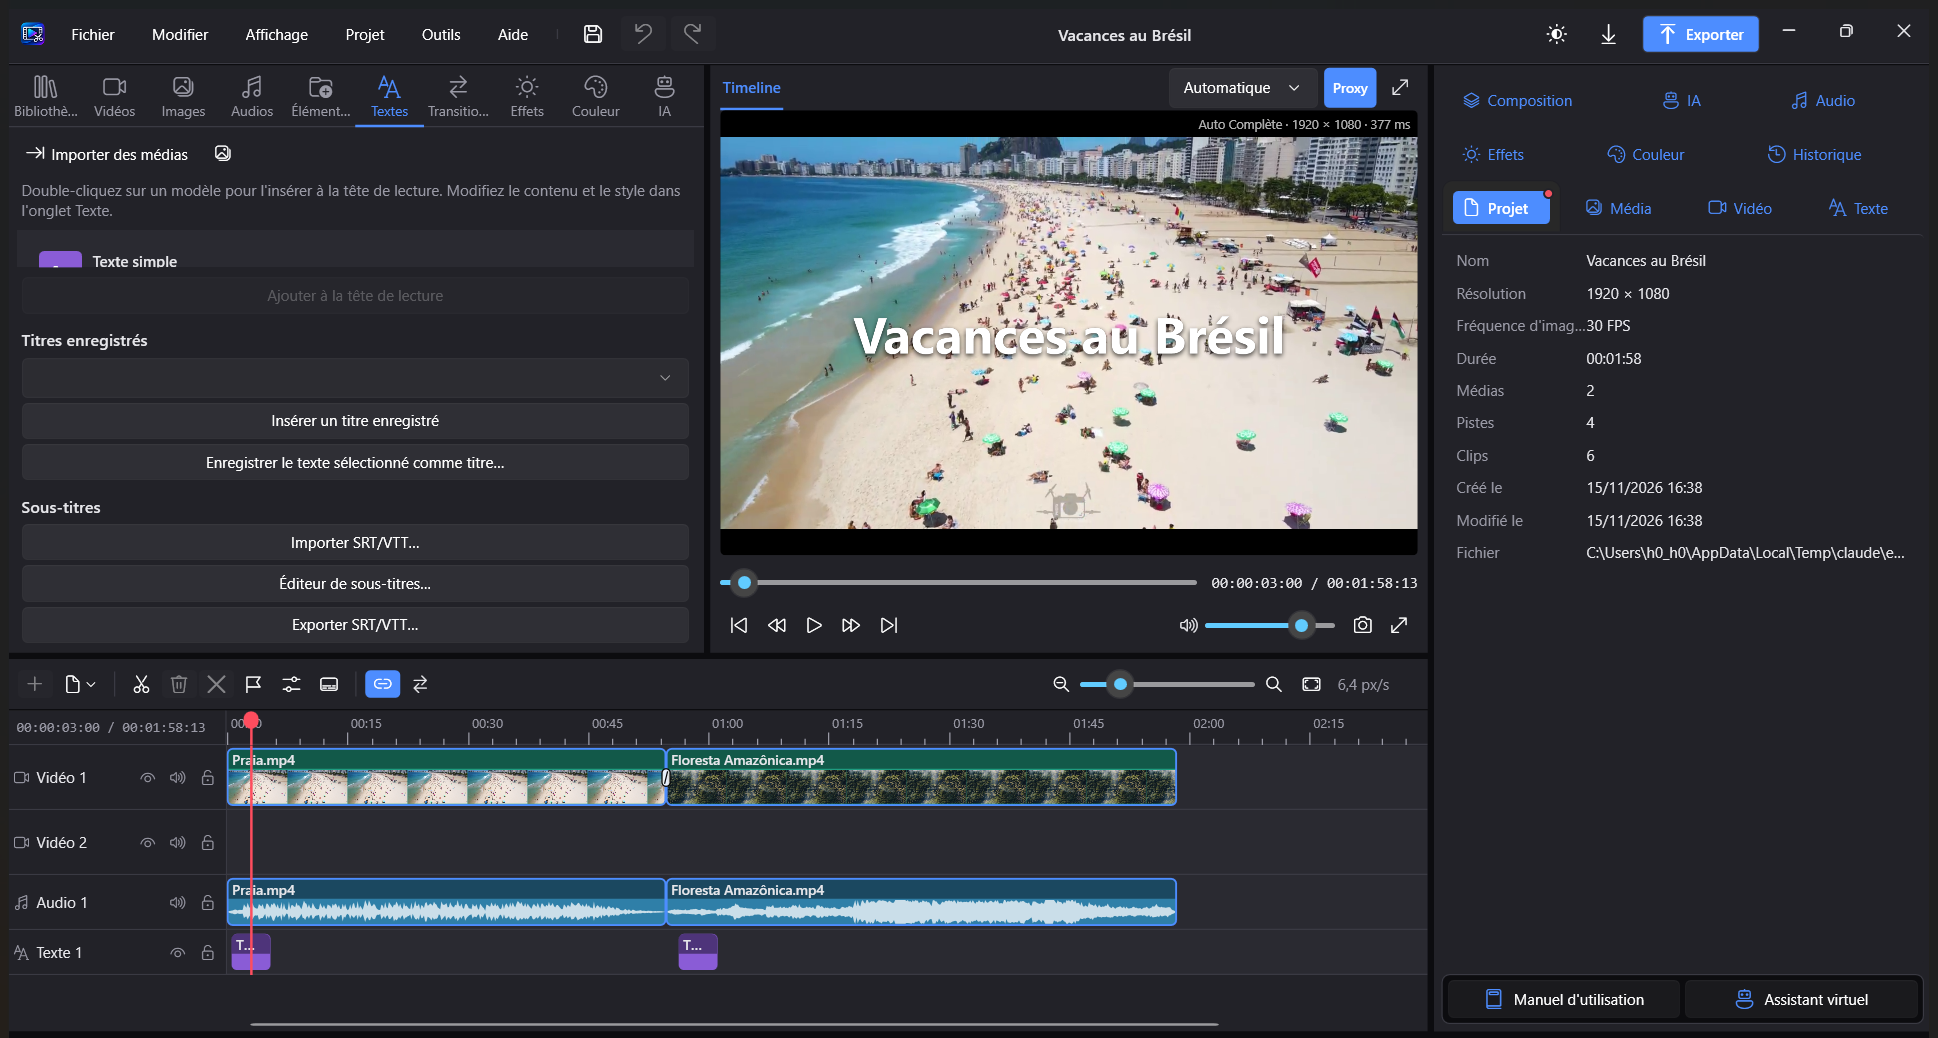 Fichier Modifier Affichage Projet Outils Aide
Vacances au Brésil
Exporter
Bibliothè... Vidéos Images Audios Élément... Textes Transitio... Effets Couleur IA
Importer des médias
Double-cliquez sur un modèle pour l'insérer à la tête de lecture. Modifiez le contenu et le style dans
l'onglet Texte.
Texte simple
Ajouter à la tête de lecture
Titres enregistrés
Insérer un titre enregistré
Enregistrer le texte sélectionné comme titre...
Sous-titres
Importer SRT/VTT...
Éditeur de sous-titres...
Exporter SRT/VTT...
Timeline
Automatique
Proxy
Auto Complète · 1920 × 1080 · 377 ms
Vacances au Brésil
00:00:03:00 / 00:01:58:13
Composition IA Audio
Effets Couleur Historique
Projet Média Vidéo Texte
Nom Vacances au Brésil
Résolution 1920 × 1080
Fréquence d'imag... 30 FPS
Durée 00:01:58
Médias 2
Pistes 4
Clips 6
Créé le 15/11/2026 16:38
Modifié le 15/11/2026 16:38
Fichier C:\Users\h0_h0\AppData\Local\Temp\claude\e...
Manuel d'utilisation
Assistant virtuel
6,4 px/s
00:00:03:00 / 00:01:58:13
00:15 00:30 00:45 01:00 01:15 01:30 01:45 02:00 02:15
Vidéo 1
Praia.mp4
Floresta Amazônica.mp4
Vidéo 2
Audio 1
Praia.mp4
Floresta Amazônica.mp4
Texte 1
T...
T...